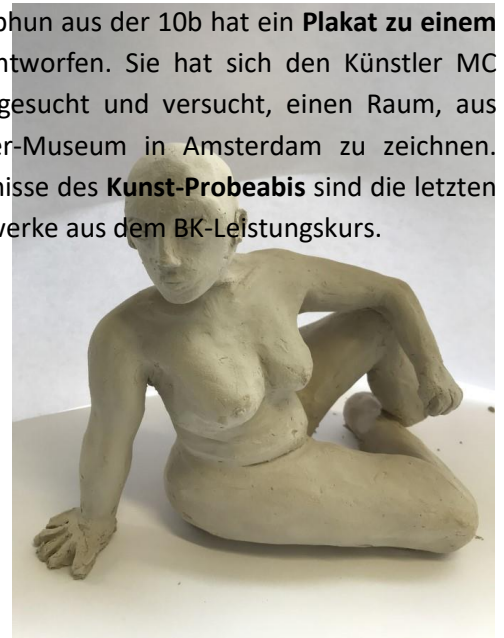 phun aus der 10b hat ein Plakat zu einem
ntworfen. Sie hat sich den Künstler MC
gesucht und versucht, einen Raum, aus
er-Museum in Amsterdam zu zeichnen.
nisse des Kunst-Probeabis sind die letzten
werke aus dem BK-Leistungskurs.